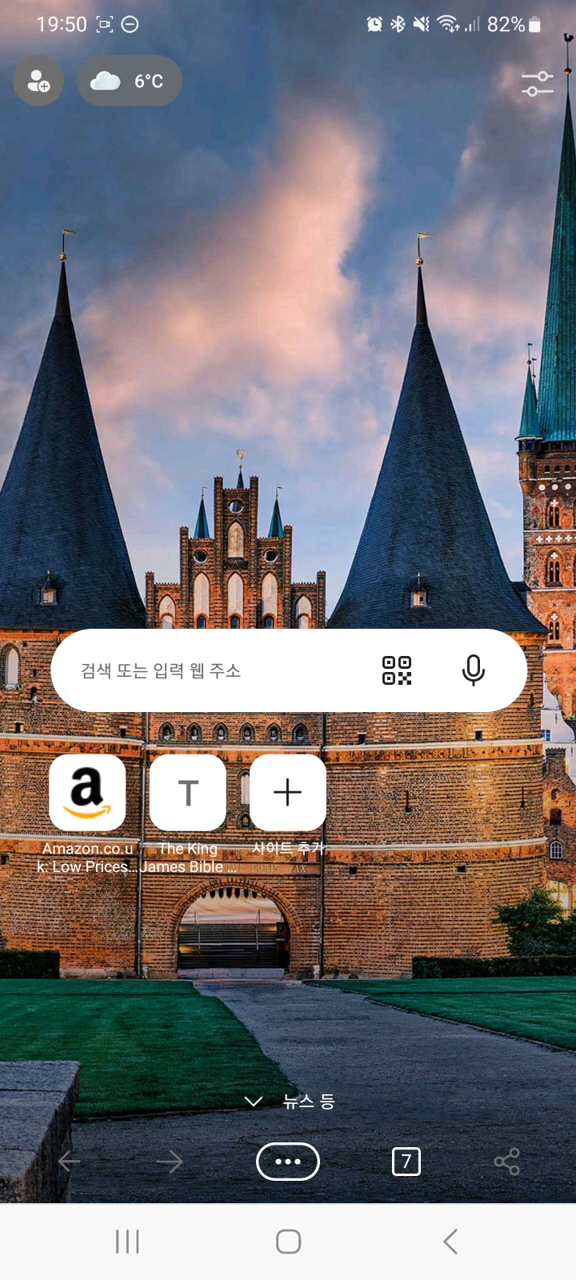 19:50
82%
6°C
검색 또는 입력 웹 주소
a
T
Amazon.co.u
k: Low Prices...
The King
James Bible ...
사이트 추가
뉴스 등
7